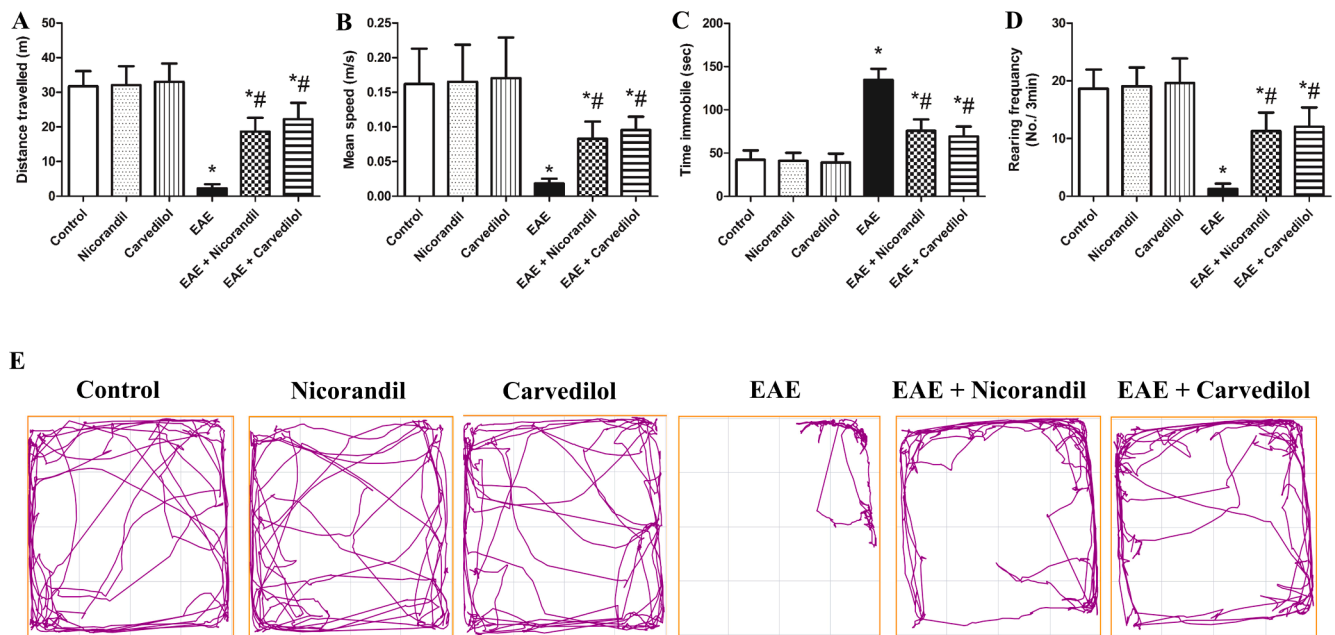 A
Distance travelled (m)
50
40
30
20
10
0
*
*#
*#
Control
Nicorandil
Carvedilol
EAE
EAE + Nicorandil
EAE + Carvedilol
B
Mean speed (m/s)
0.25
0.20
0.15
0.10
0.05
0.00
*
*#
*#
Control
Nicorandil
Carvedilol
EAE
EAE + Nicorandil
EAE + Carvedilol
C
Time immobile (sec)
200
150
100
50
0
*
*#
*#
Control
Nicorandil
Carvedilol
EAE
EAE + Nicorandil
EAE + Carvedilol
D
Rearing frequancy
(No./ 3min)
30
20
10
0
*
*#
*#
Control
Nicorandil
Carvedilol
EAE
EAE + Nicorandil
EAE + Carvedilol
E
Control
Nicorandil
Carvedilol
EAE
EAE + Nicorandil
EAE + Carvedilol